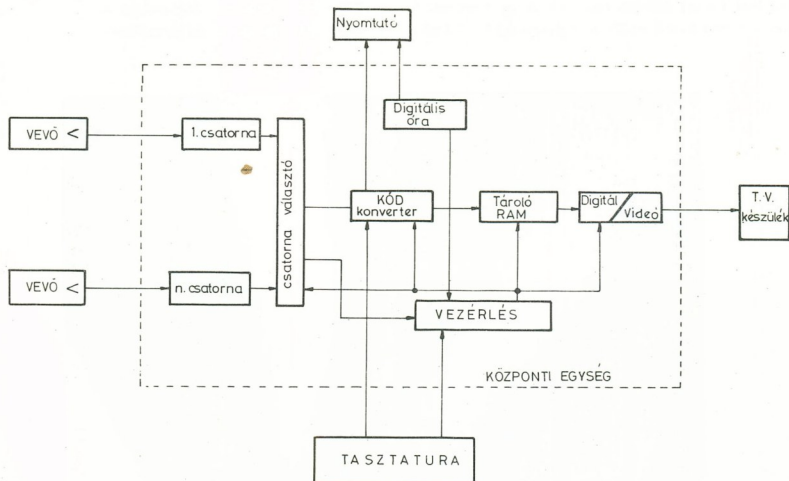 Nyomtutó
Digitális
óra
VEVŐ <
1. csatorna
csatorna választó
KÓD
konverter
Tároló
RAM
Digitál
Videó
T.-V.
készülék
VEVŐ <
n. csatorna
VEZÉRLÉS
KÖZPONTI EGYSÉG
TASZTATURA